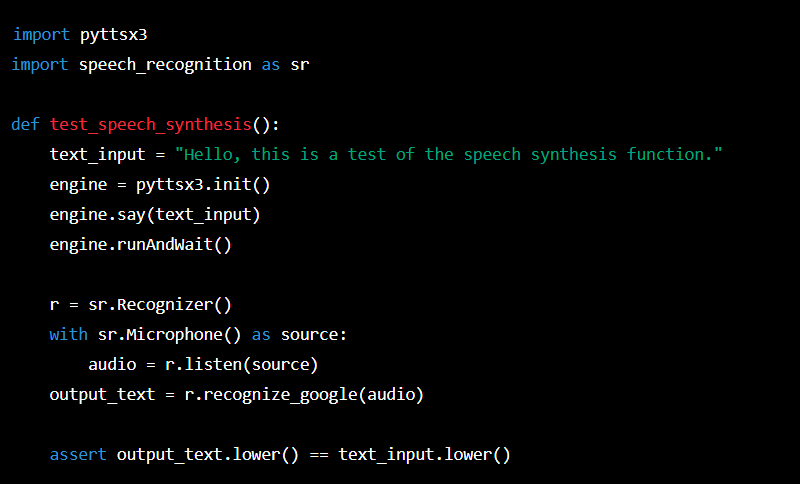 import pyttsx3
import speech_recognition as sr
def test_speech_synthesis():
    text_input = "Hello, this is a test of the speech synthesis function."
    engine = pyttsx3.init()
    engine.say(text_input)
    engine.runAndWait()
    r = sr.Recognizer()
    with sr.Microphone() as source:
        audio = r.listen(source)
    output_text = r.recognize_google(audio)
    assert output_text.lower() == text_input.lower()